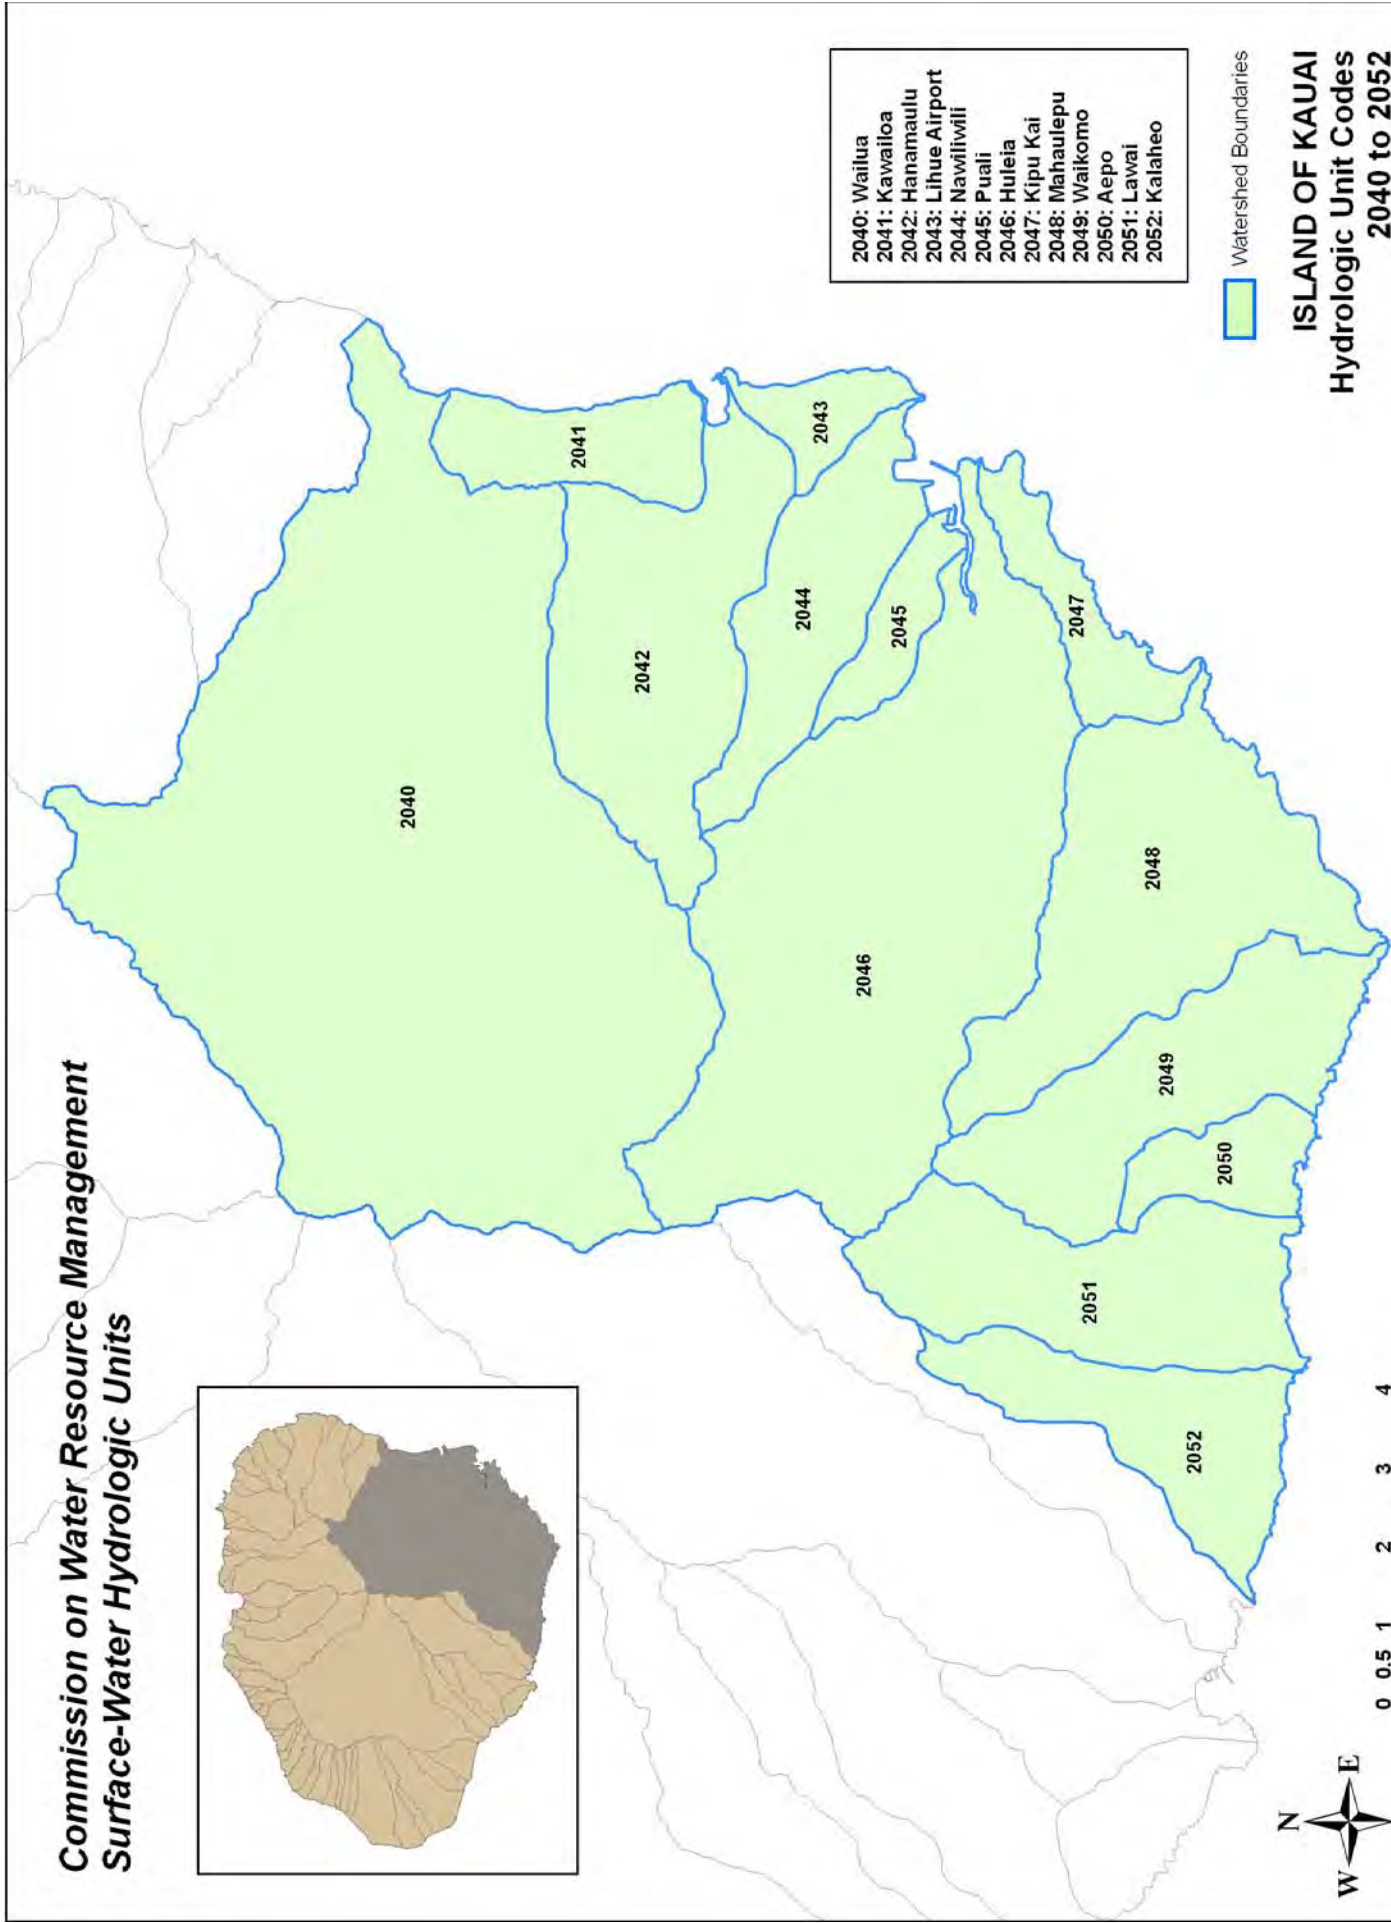 Commission on Water Resource Management
Surface-Water Hydrologic Units
2040
2041
2042
2043
2044
2045
2046
2047
2048
2049
2050
2051
2052
2040: Wailua
2041: Kawailoa
2042: Hanamaulu
2043: Lihue Airport
2044: Nawiliwili
2045: Puali
2046: Huleia
2047: Kipu Kai
2048: Mahaulepu
2049: Waikomo
2050: Aepo
2051: Lawai
2052: Kalaheo
Watershed Boundaries
ISLAND OF KAUAI
Hydrologic Unit Codes
2040 to 2052
N
W E
0 0.5 1 2 3 4